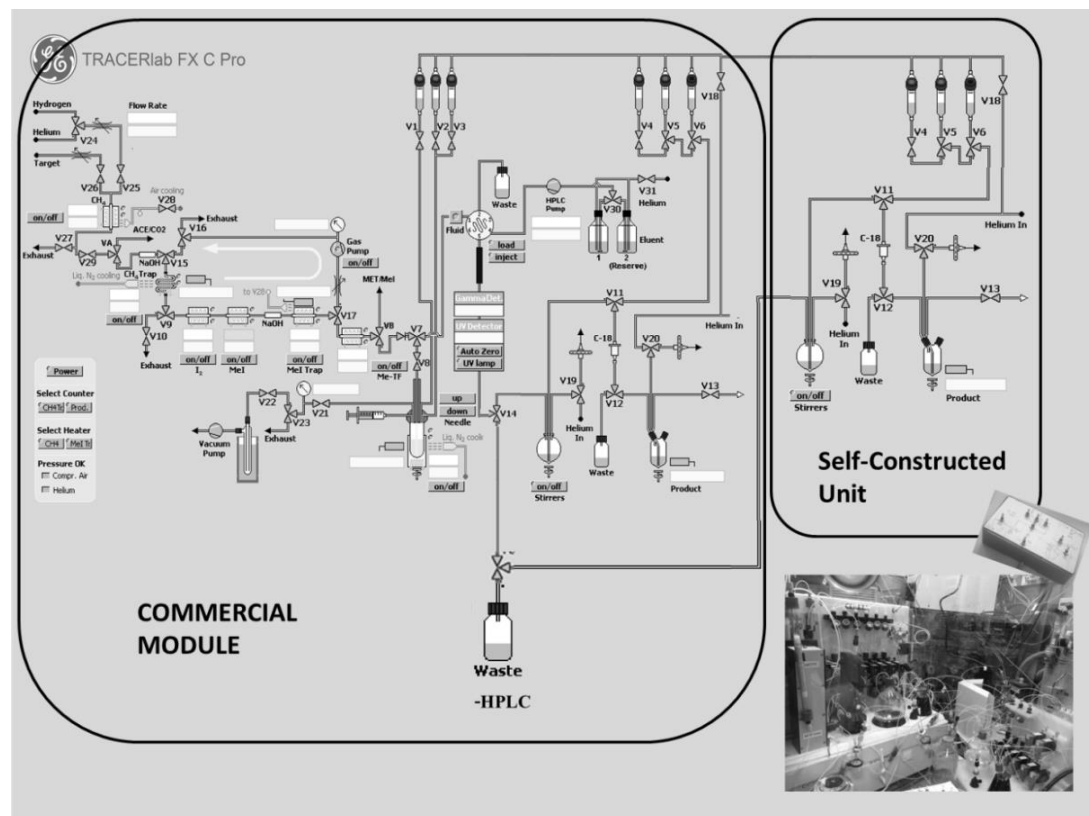 TRACERlab FX C Pro
Hydrogen
Flow Rate
Helium
V24
Target
V26
V25
CH4
Air cooling
V28
on/off
Exhaust
V16
ACE/CO2
V27
VA
Exhaust
V29
NaOH
V15
CH4 Trap
Liq. N2 cooling
to V28
on/off
V9
V10
Exhaust
on/off
I2
on/off
MeI
NaOH
on/off
MeI Trap
V17
Gas
Pump
on/off
MET/MeI
V8
V7
on/off
Me-TF
V8
Power
Select Counter
Prod.
Select Heater
CH4
Pressure OK
Compr. Air
Helium
V22
V21
V23
Vacuum
Pump
Exhaust
up
down
Needle
Liq. N2
on/off
V1
V2
V3
Waste
Fluid
load
inject
HPLC
Pump
V31
Helium
V30
Eluent
1
2
(Reserve)
GammaDet.
UV Detector
Auto Zero
UV lamp
V14
V4
V5
V6
V18
Helium In
V11
C-18
V20
V19
V12
V13
Helium
In
Waste
on/off
Stirrers
Product
Waste
-HPLC
COMMERCIAL
MODULE
V4
V5
V6
V18
V11
Helium In
C-18
V20
V19
V12
V13
Helium
In
Waste
on/off
Stirrers
Product
Self-Constructed
Unit